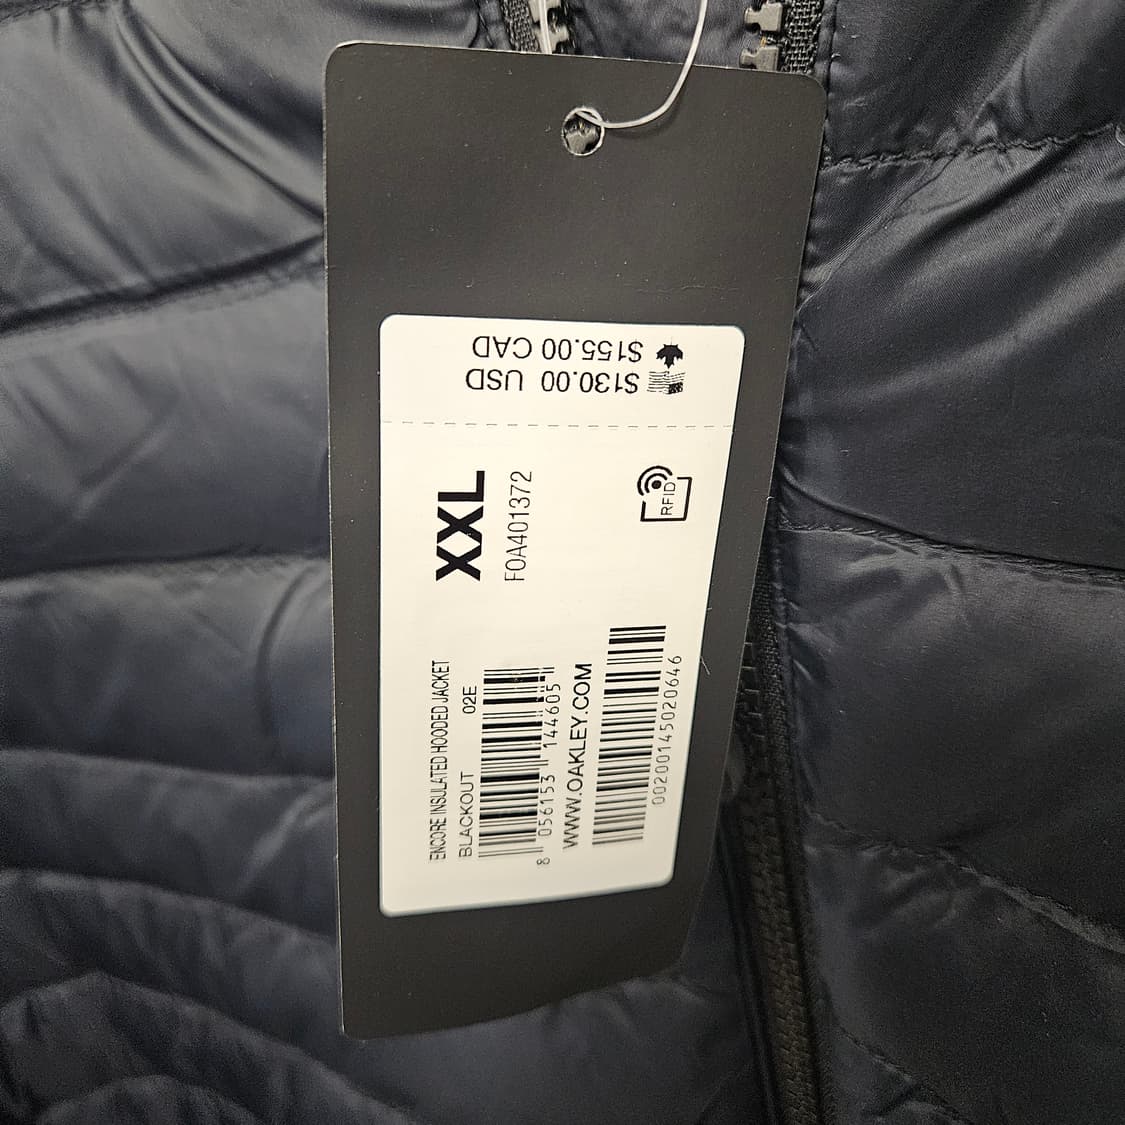 $155.00 CAD
$130.00 USD
XXL
F0A401372
RFID
ENCORE INSULATED HOODED JACKET
BLACKOUT 02E
8 056153 144605
WWW.OAKLEY.COM
00200145020646